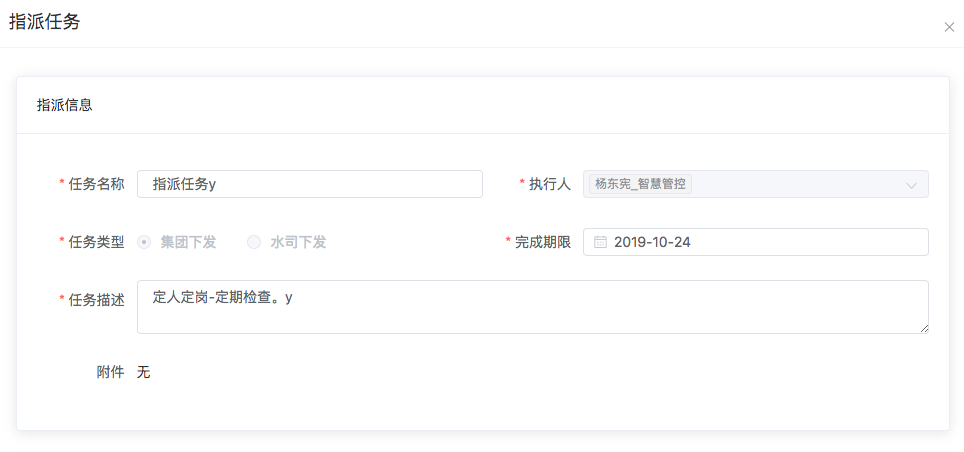 指派任务
指派信息
* 任务名称 指派任务y * 执行人 杨东宪_智慧管控
* 任务类型 集团下发 水司下发 * 完成期限 2019-10-24
* 任务描述 定人定岗-定期检查。y
附件 无